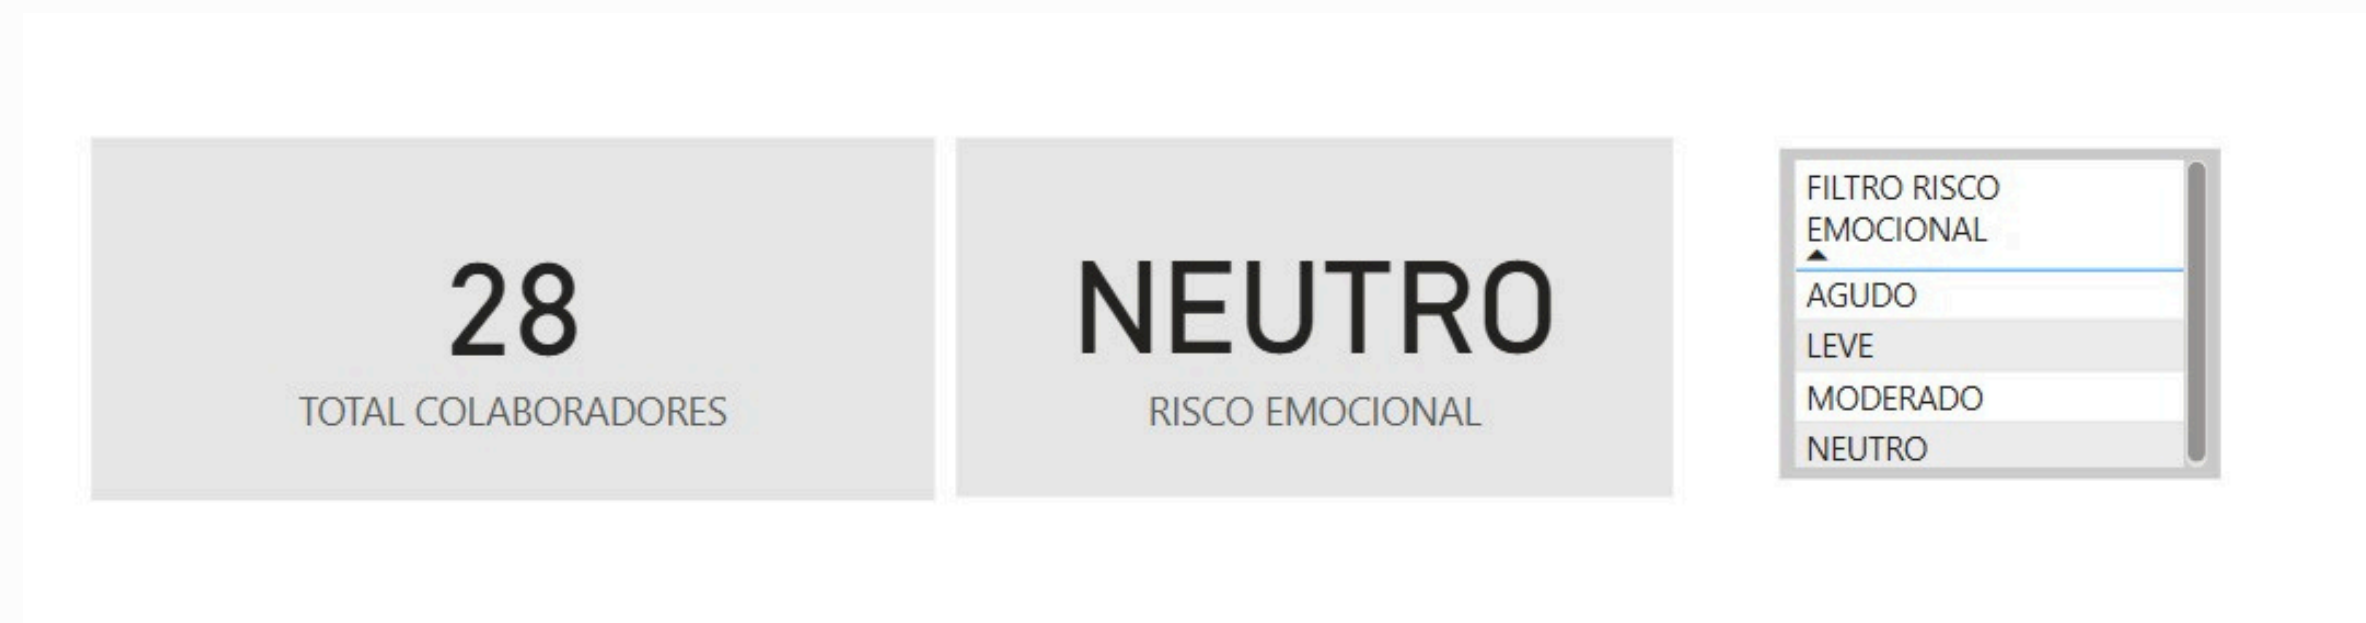 28
TOTAL COLABORADORES
NEUTRO
RISCO EMOCIONAL
FILTRO RISCO
EMOCIONAL
AGUDO
LEVE
MODERADO
NEUTRO